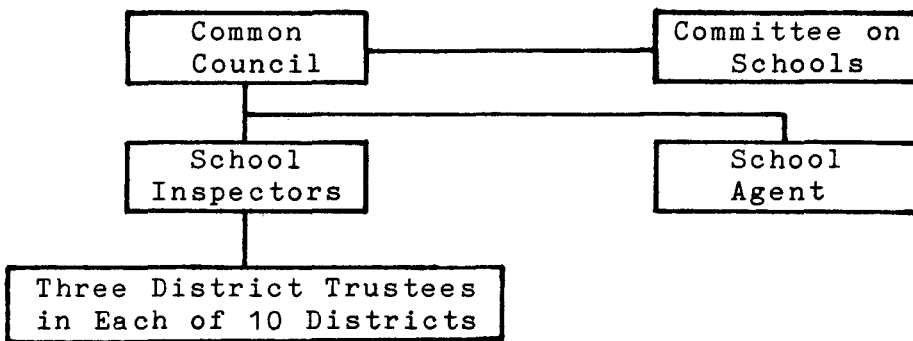 Common
Council
Committee on
Schools
School
Inspectors
School
Agent
Three District Trustees
in Each of 10 Districts